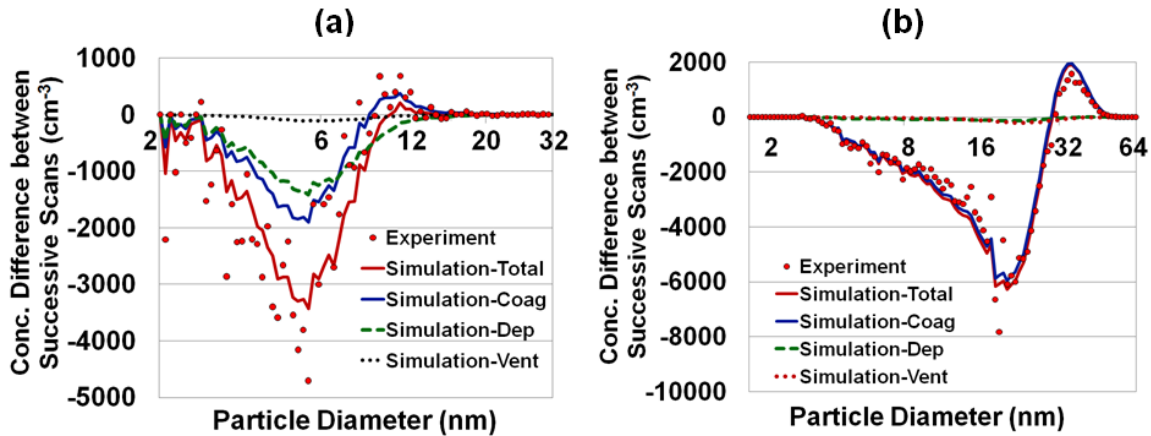 (a)
Conc. Difference between
Successive Scans (cm-3)
1000
0
-1000
-2000
-3000
-4000
-5000
2 6 12 20 32
Experiment
Simulation-Total
Simulation-Coag
Simulation-Dep
Simulation-Vent
Particle Diameter (nm)
(b)
Conc. Difference between
Successive Scans (cm-3)
2000
0
-2000
-4000
-6000
-8000
-10000
2 8 16 32 64
Experiment
Simulation-Total
Simulation-Coag
Simulation-Dep
Simulation-Vent
Particle Diameter (nm)